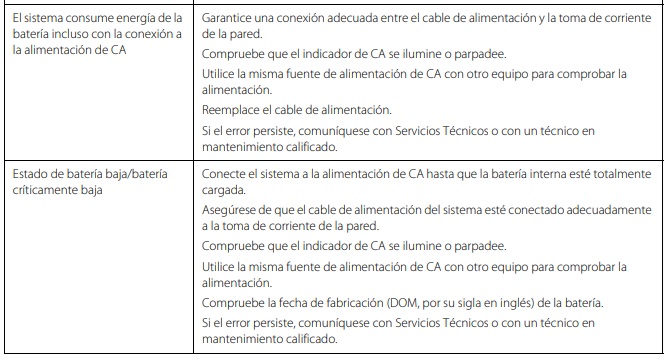 El sistema consume energía de la
batería incluso con la conexión a
la alimentación de CA
Garantice una conexión adecuada entre el cable de alimentación y la toma de corriente
de la pared.
Compruebe que el indicador de CA se ilumine o parpadee.
Utilice la misma fuente de alimentación de CA con otro equipo para comprobar la
alimentación.
Reemplace el cable de alimentación.
Si el error persiste, comuníquese con Servicios Técnicos o con un técnico en
mantenimiento calificado.
Estado de batería baja/batería
críticamente baja
Conecte el sistema a la alimentación de CA hasta que la batería interna esté totalmente
cargada.
Asegúrese de que el cable de alimentación del sistema esté conectado adecuadamente
a la toma de corriente de la pared.
Compruebe que el indicador de CA se ilumine o parpadee.
Utilice la misma fuente de alimentación de CA con otro equipo para comprobar la
alimentación.
Compruebe la fecha de fabricación (DOM, por su sigla en inglés) de la batería.
Si el error persiste, comuníquese con Servicios Técnicos o con un técnico en
mantenimiento calificado.